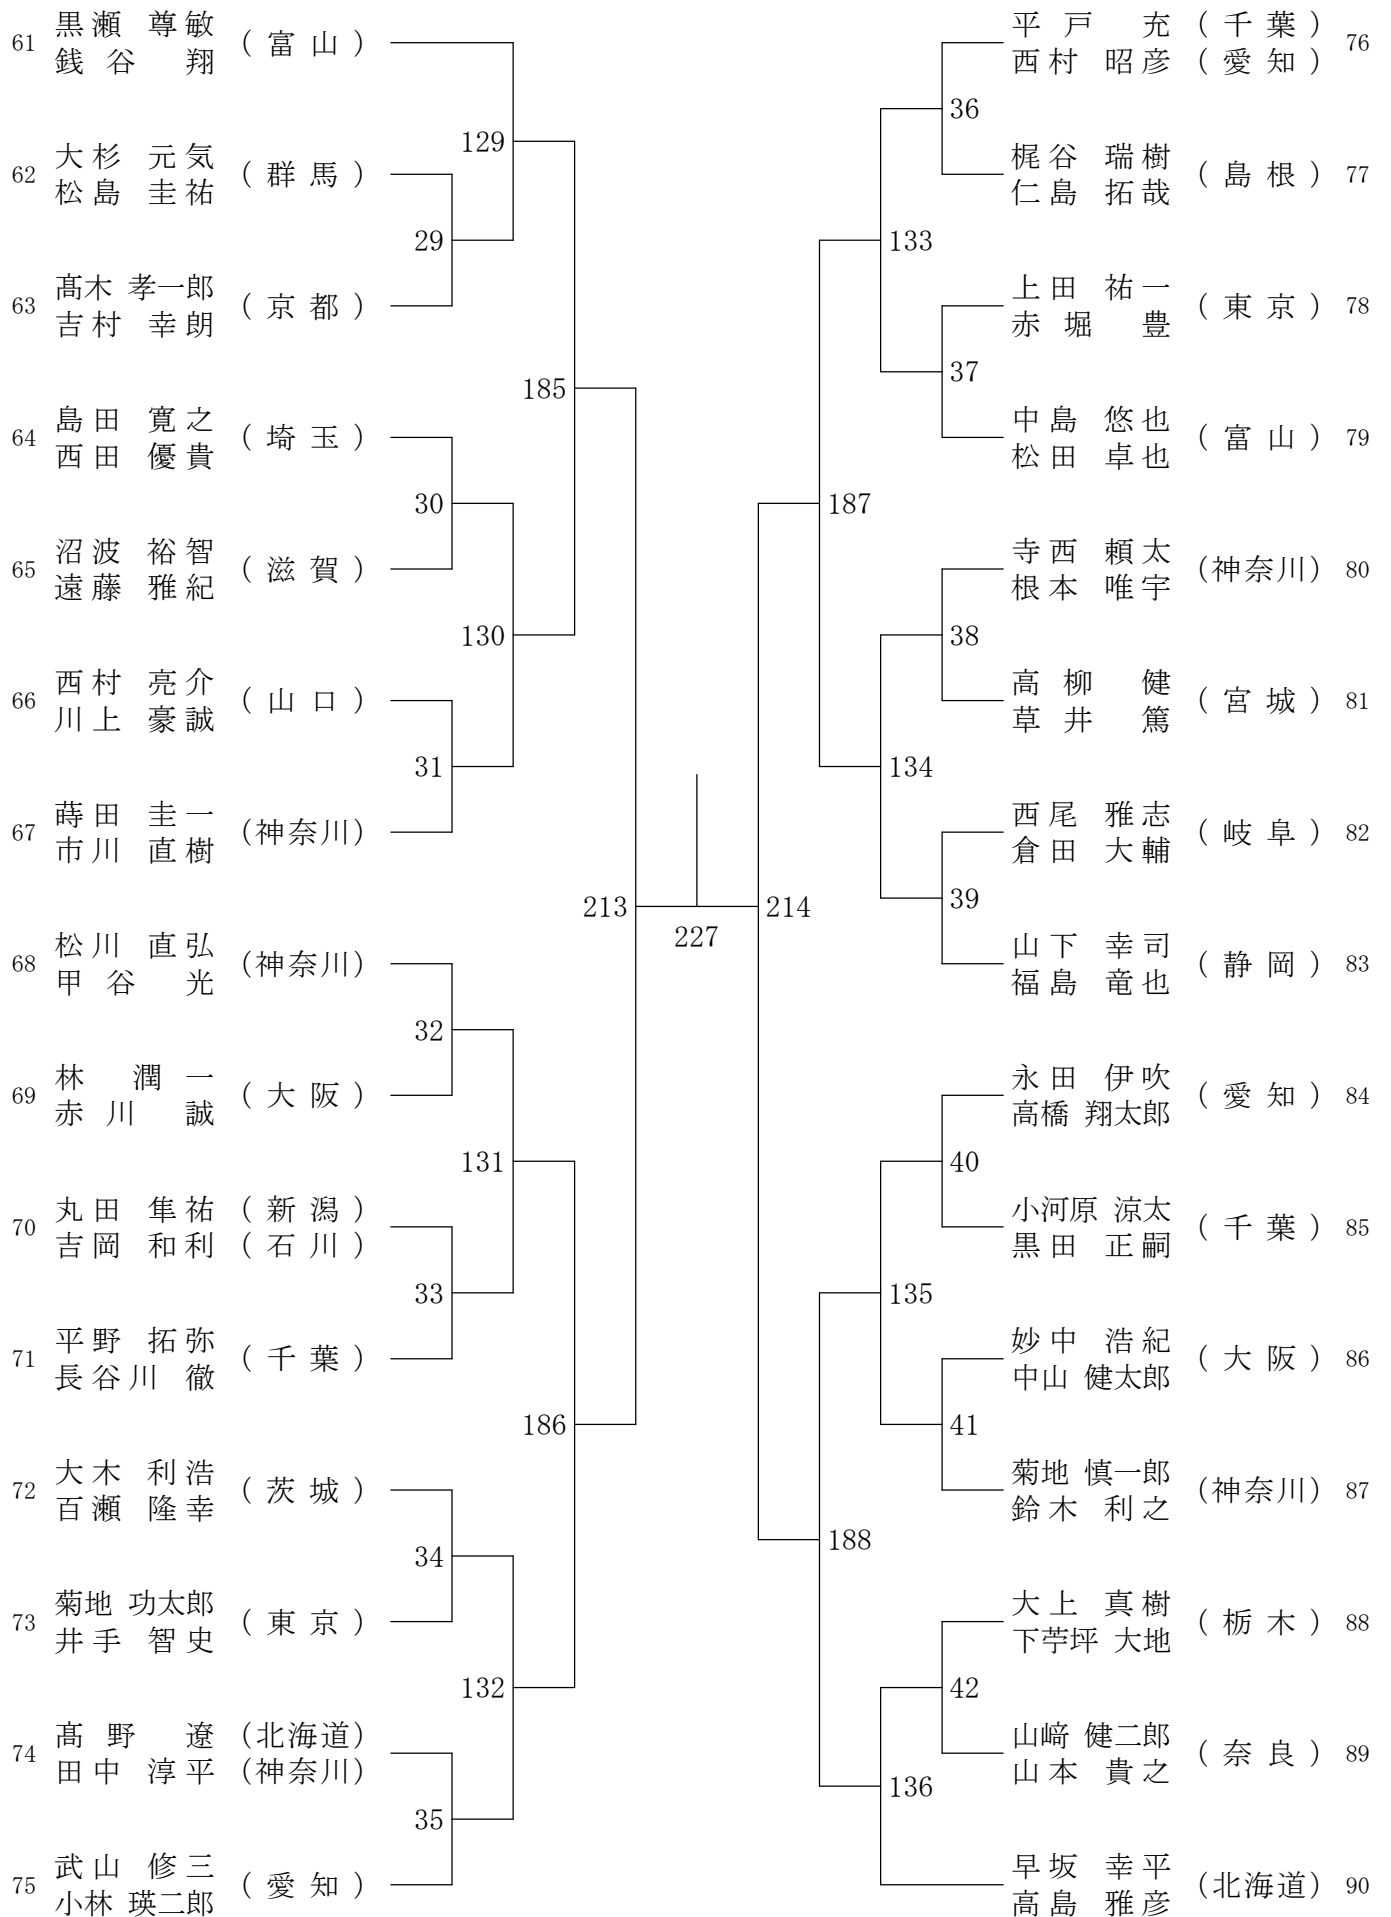 61 黒瀬 尊敏 (富山)
銭谷 翔
62 大杉 元気 (群馬)
松島 圭祐
63 髙木 孝一郎 (京都)
吉村 幸朗
64 島田 寛之 (埼玉)
西田 優貴
65 沼波 裕智 (滋賀)
遠藤 雅紀
66 西村 亮介 (山口)
川上 豪誠
67 蒔田 圭一 (神奈川)
市川 直樹
68 松川 直弘 (神奈川)
甲谷 光
69 林 潤一 (大阪)
赤川 誠
70 丸田 隼祐 (新潟)
吉岡 和利 (石川)
71 平野 拓弥 (千葉)
長谷川 徹
72 大木 利浩 (茨城)
百瀬 隆幸
73 菊地 功太郎 (東京)
井手 智史
74 髙野 遼 (北海道)
田中 淳平 (神奈川)
75 武山 修三 (愛知)
小林 瑛二郎
129
29
185
30
130
31
213
32
131
33
186
34
132
35
227
214
36
133
37
187
38
134
39
40
135
41
188
42
136
平戸 充 (千葉) 76
西村 昭彦 (愛知)
梶谷 瑞樹 (島根) 77
仁島 拓哉
上田 祐一 (東京) 78
赤堀 豊
中島 悠也 (富山) 79
松田 卓也
寺西 頼太 (神奈川) 80
根本 唯宇
高柳 健 (宮城) 81
草井 篤
西尾 雅志 (岐阜) 82
倉田 大輔
山下 幸司 (静岡) 83
福島 竜也
永田 伊吹 (愛知) 84
高橋 翔太郎
小河原 涼太 (千葉) 85
黒田 正嗣
妙中 浩紀 (大阪) 86
中山 健太郎
菊地 慎一郎 (神奈川) 87
鈴木 利之
大上 真樹 (栃木) 88
下苧坪 大地
山﨑 健二郎 (奈良) 89
山本 貴之
早坂 幸平 (北海道) 90
高島 雅彦